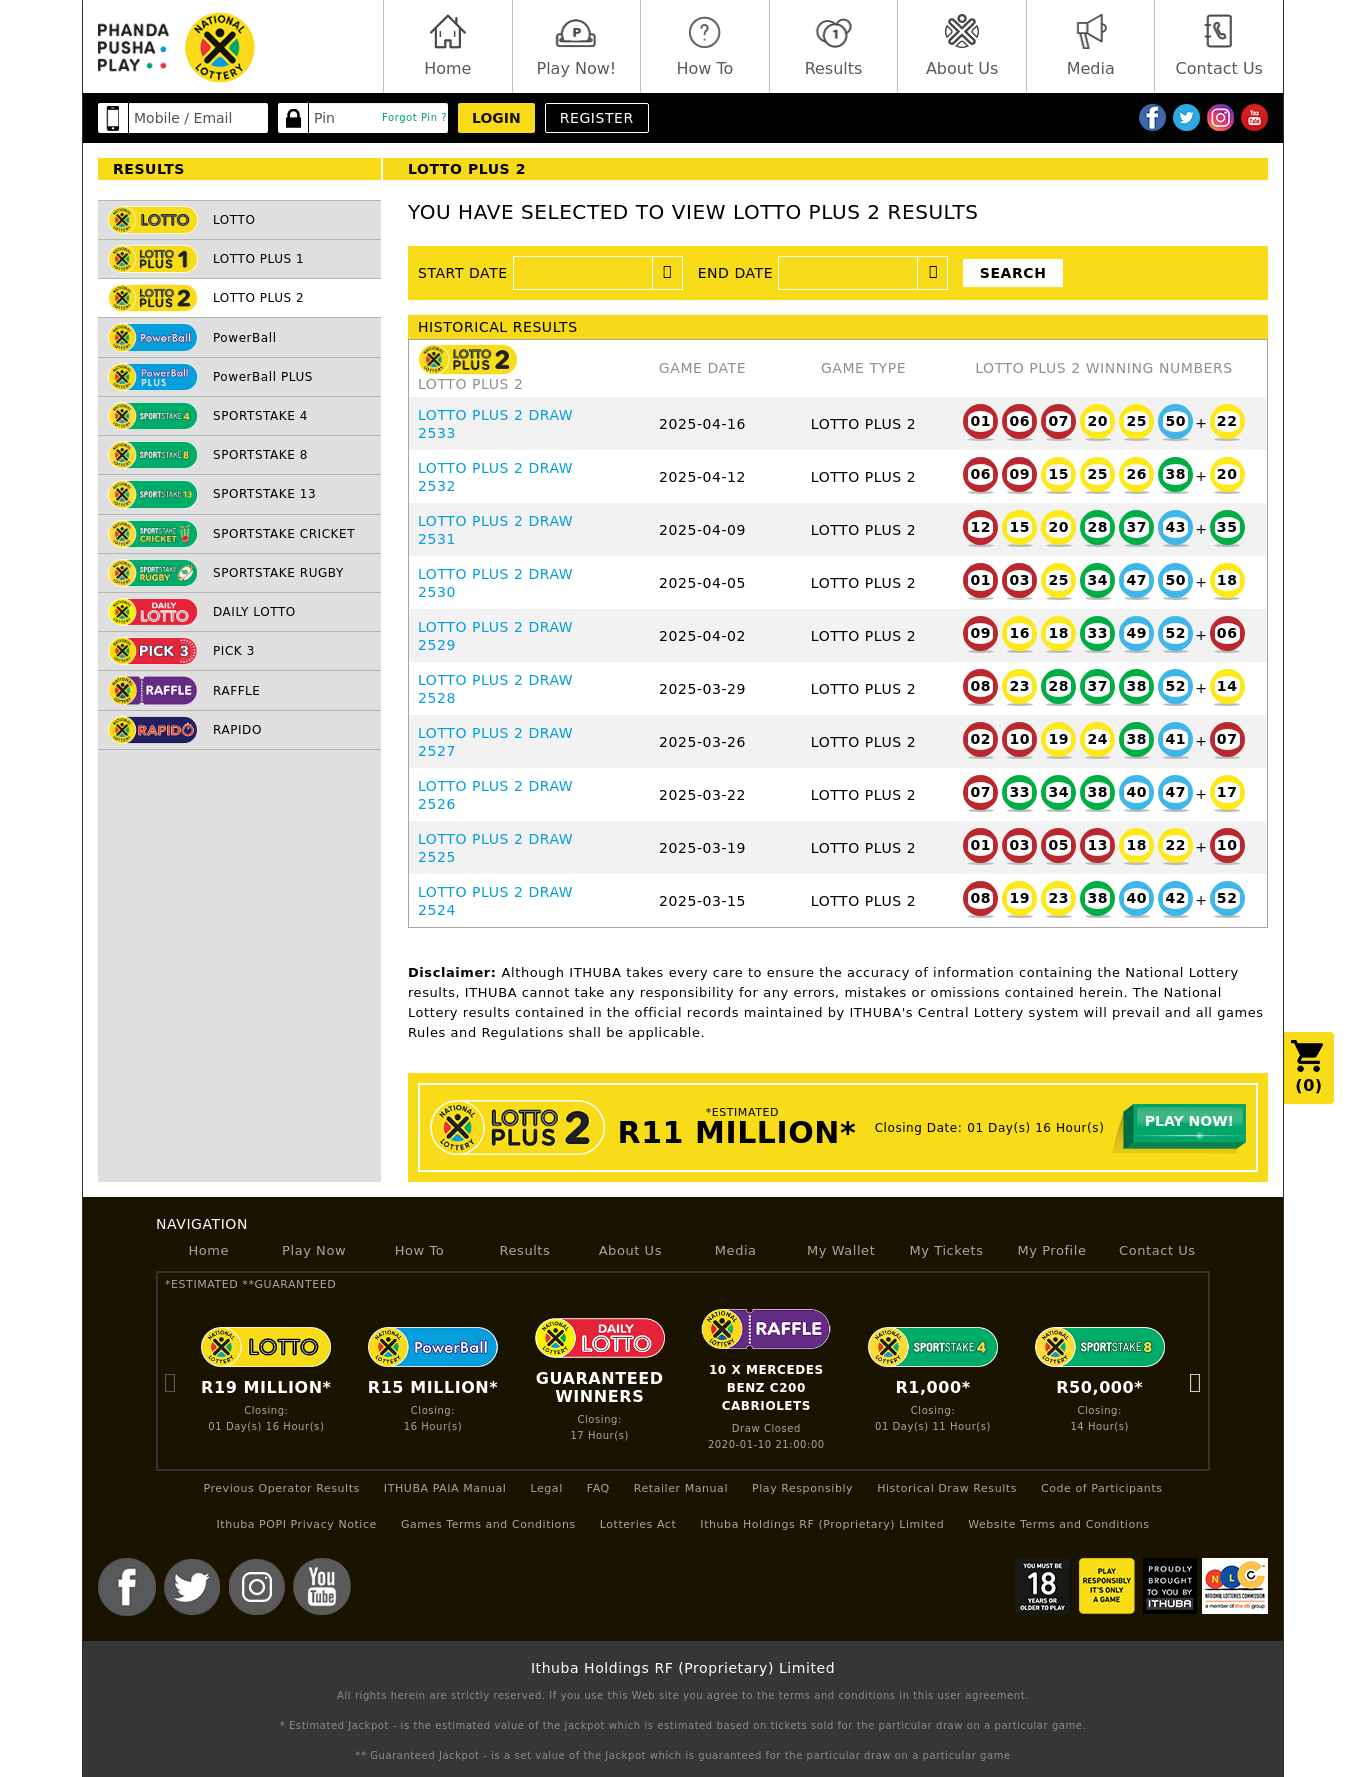 PHANDA
PUSHA
PLAY
NATIONAL
LOTTERY
Home
Play Now!
How To
Results
About Us
Media
Contact Us
Mobile / Email
Pin
Forgot Pin ?
LOGIN
REGISTER
RESULTS
LOTTO PLUS 2
LOTTO
LOTTO PLUS 1
LOTTO PLUS 2
PowerBall
PowerBall PLUS
SPORTSTAKE 4
SPORTSTAKE 8
SPORTSTAKE 13
SPORTSTAKE CRICKET
SPORTSTAKE RUGBY
DAILY LOTTO
PICK 3
RAFFLE
RAPIDO
YOU HAVE SELECTED TO VIEW LOTTO PLUS 2 RESULTS
START DATE
END DATE
SEARCH
HISTORICAL RESULTS
LOTTO PLUS 2
LOTTO PLUS 2 GAME DATE GAME TYPE LOTTO PLUS 2 WINNING NUMBERS
LOTTO PLUS 2 DRAW 2533 2025-04-16 LOTTO PLUS 2 01 06 07 20 25 50 + 22
LOTTO PLUS 2 DRAW 2532 2025-04-12 LOTTO PLUS 2 06 09 15 25 26 38 + 20
LOTTO PLUS 2 DRAW 2531 2025-04-09 LOTTO PLUS 2 12 15 20 28 37 43 + 35
LOTTO PLUS 2 DRAW 2530 2025-04-05 LOTTO PLUS 2 01 03 25 34 47 50 + 18
LOTTO PLUS 2 DRAW 2529 2025-04-02 LOTTO PLUS 2 09 16 18 33 49 52 + 06
LOTTO PLUS 2 DRAW 2528 2025-03-29 LOTTO PLUS 2 08 23 28 37 38 52 + 14
LOTTO PLUS 2 DRAW 2527 2025-03-26 LOTTO PLUS 2 02 10 19 24 38 41 + 07
LOTTO PLUS 2 DRAW 2526 2025-03-22 LOTTO PLUS 2 07 33 34 38 40 47 + 17
LOTTO PLUS 2 DRAW 2525 2025-03-19 LOTTO PLUS 2 01 03 05 13 18 22 + 10
LOTTO PLUS 2 DRAW 2524 2025-03-15 LOTTO PLUS 2 08 19 23 38 40 42 + 52
Disclaimer: Although ITHUBA takes every care to ensure the accuracy of information containing the National Lottery
results, ITHUBA cannot take any responsibility for any errors, mistakes or omissions contained herein. The National
Lottery results contained in the official records maintained by ITHUBA's Central Lottery system will prevail and all games
Rules and Regulations shall be applicable.
(0)
NATIONAL LOTTERY LOTTO PLUS 2
*ESTIMATED
R11 MILLION*
Closing Date: 01 Day(s) 16 Hour(s)
PLAY NOW!
NAVIGATION
Home Play Now How To Results About Us Media My Wallet My Tickets My Profile Contact Us
*ESTIMATED **GUARANTEED
LOTTO
R19 MILLION*
Closing:
01 Day(s) 16 Hour(s)
PowerBall
R15 MILLION*
Closing:
16 Hour(s)
DAILY LOTTO
GUARANTEED
WINNERS
Closing:
17 Hour(s)
RAFFLE
10 X MERCEDES
BENZ C200
CABRIOLETS
Draw Closed
2020-01-10 21:00:00
SPORTSTAKE 4
R1,000*
Closing:
01 Day(s) 11 Hour(s)
SPORTSTAKE 8
R50,000*
Closing:
14 Hour(s)
Previous Operator Results ITHUBA PAIA Manual Legal FAQ Retailer Manual Play Responsibly Historical Draw Results Code of Participants
Ithuba POPI Privacy Notice Games Terms and Conditions Lotteries Act Ithuba Holdings RF (Proprietary) Limited Website Terms and Conditions
You
Tube
YOU MUST BE
18
YEARS OR
OLDER TO PLAY
PLAY
RESPONSIBLY
IT'S ONLY
A GAME
PROUDLY
BROUGHT
TO YOU BY
ITHUBA
NLC
NATIONAL LOTTERIES COMMISSION
a member of the dti group
Ithuba Holdings RF (Proprietary) Limited
All rights herein are strictly reserved. If you use this Web site you agree to the terms and conditions in this user agreement.
* Estimated Jackpot - is the estimated value of the jackpot which is estimated based on tickets sold for the particular draw on a particular game.
** Guaranteed Jackpot - is a set value of the Jackpot which is guaranteed for the particular draw on a particular game